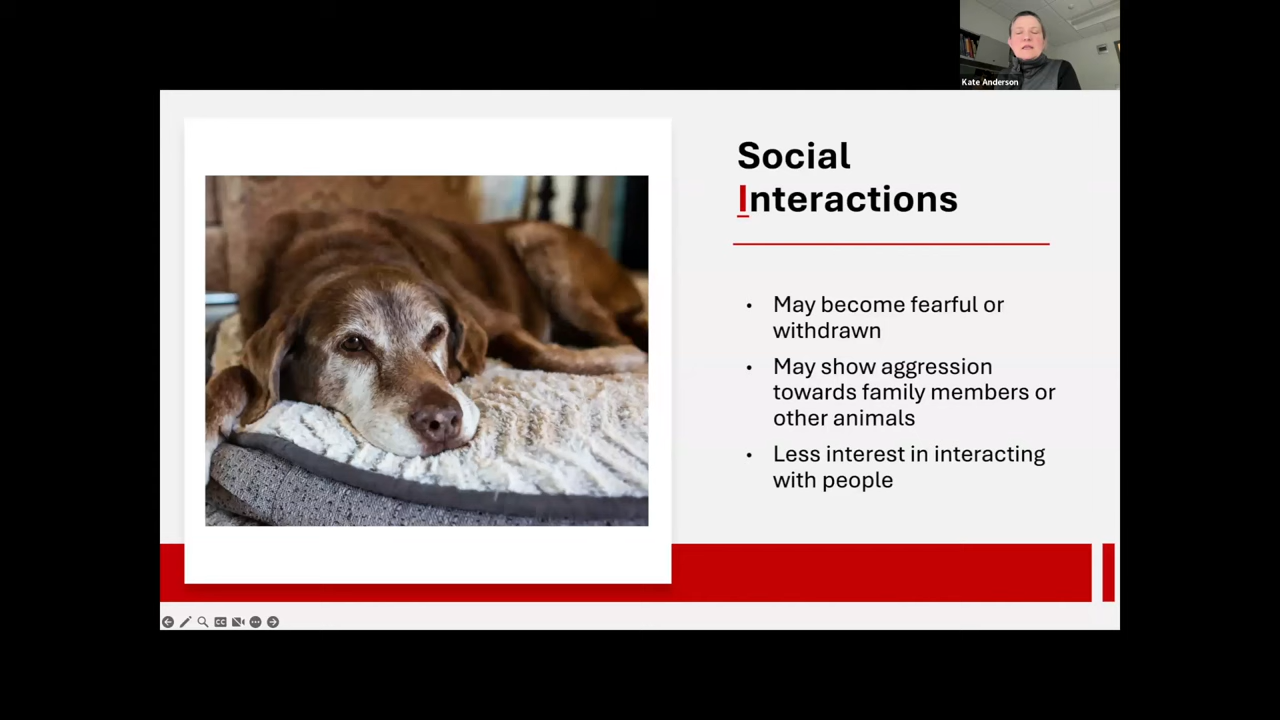 Kate Anderson
Social
Interactions
• May become fearful or
withdrawn
• May show aggression
towards family members or
other animals
• Less interest in interacting
with people
CC